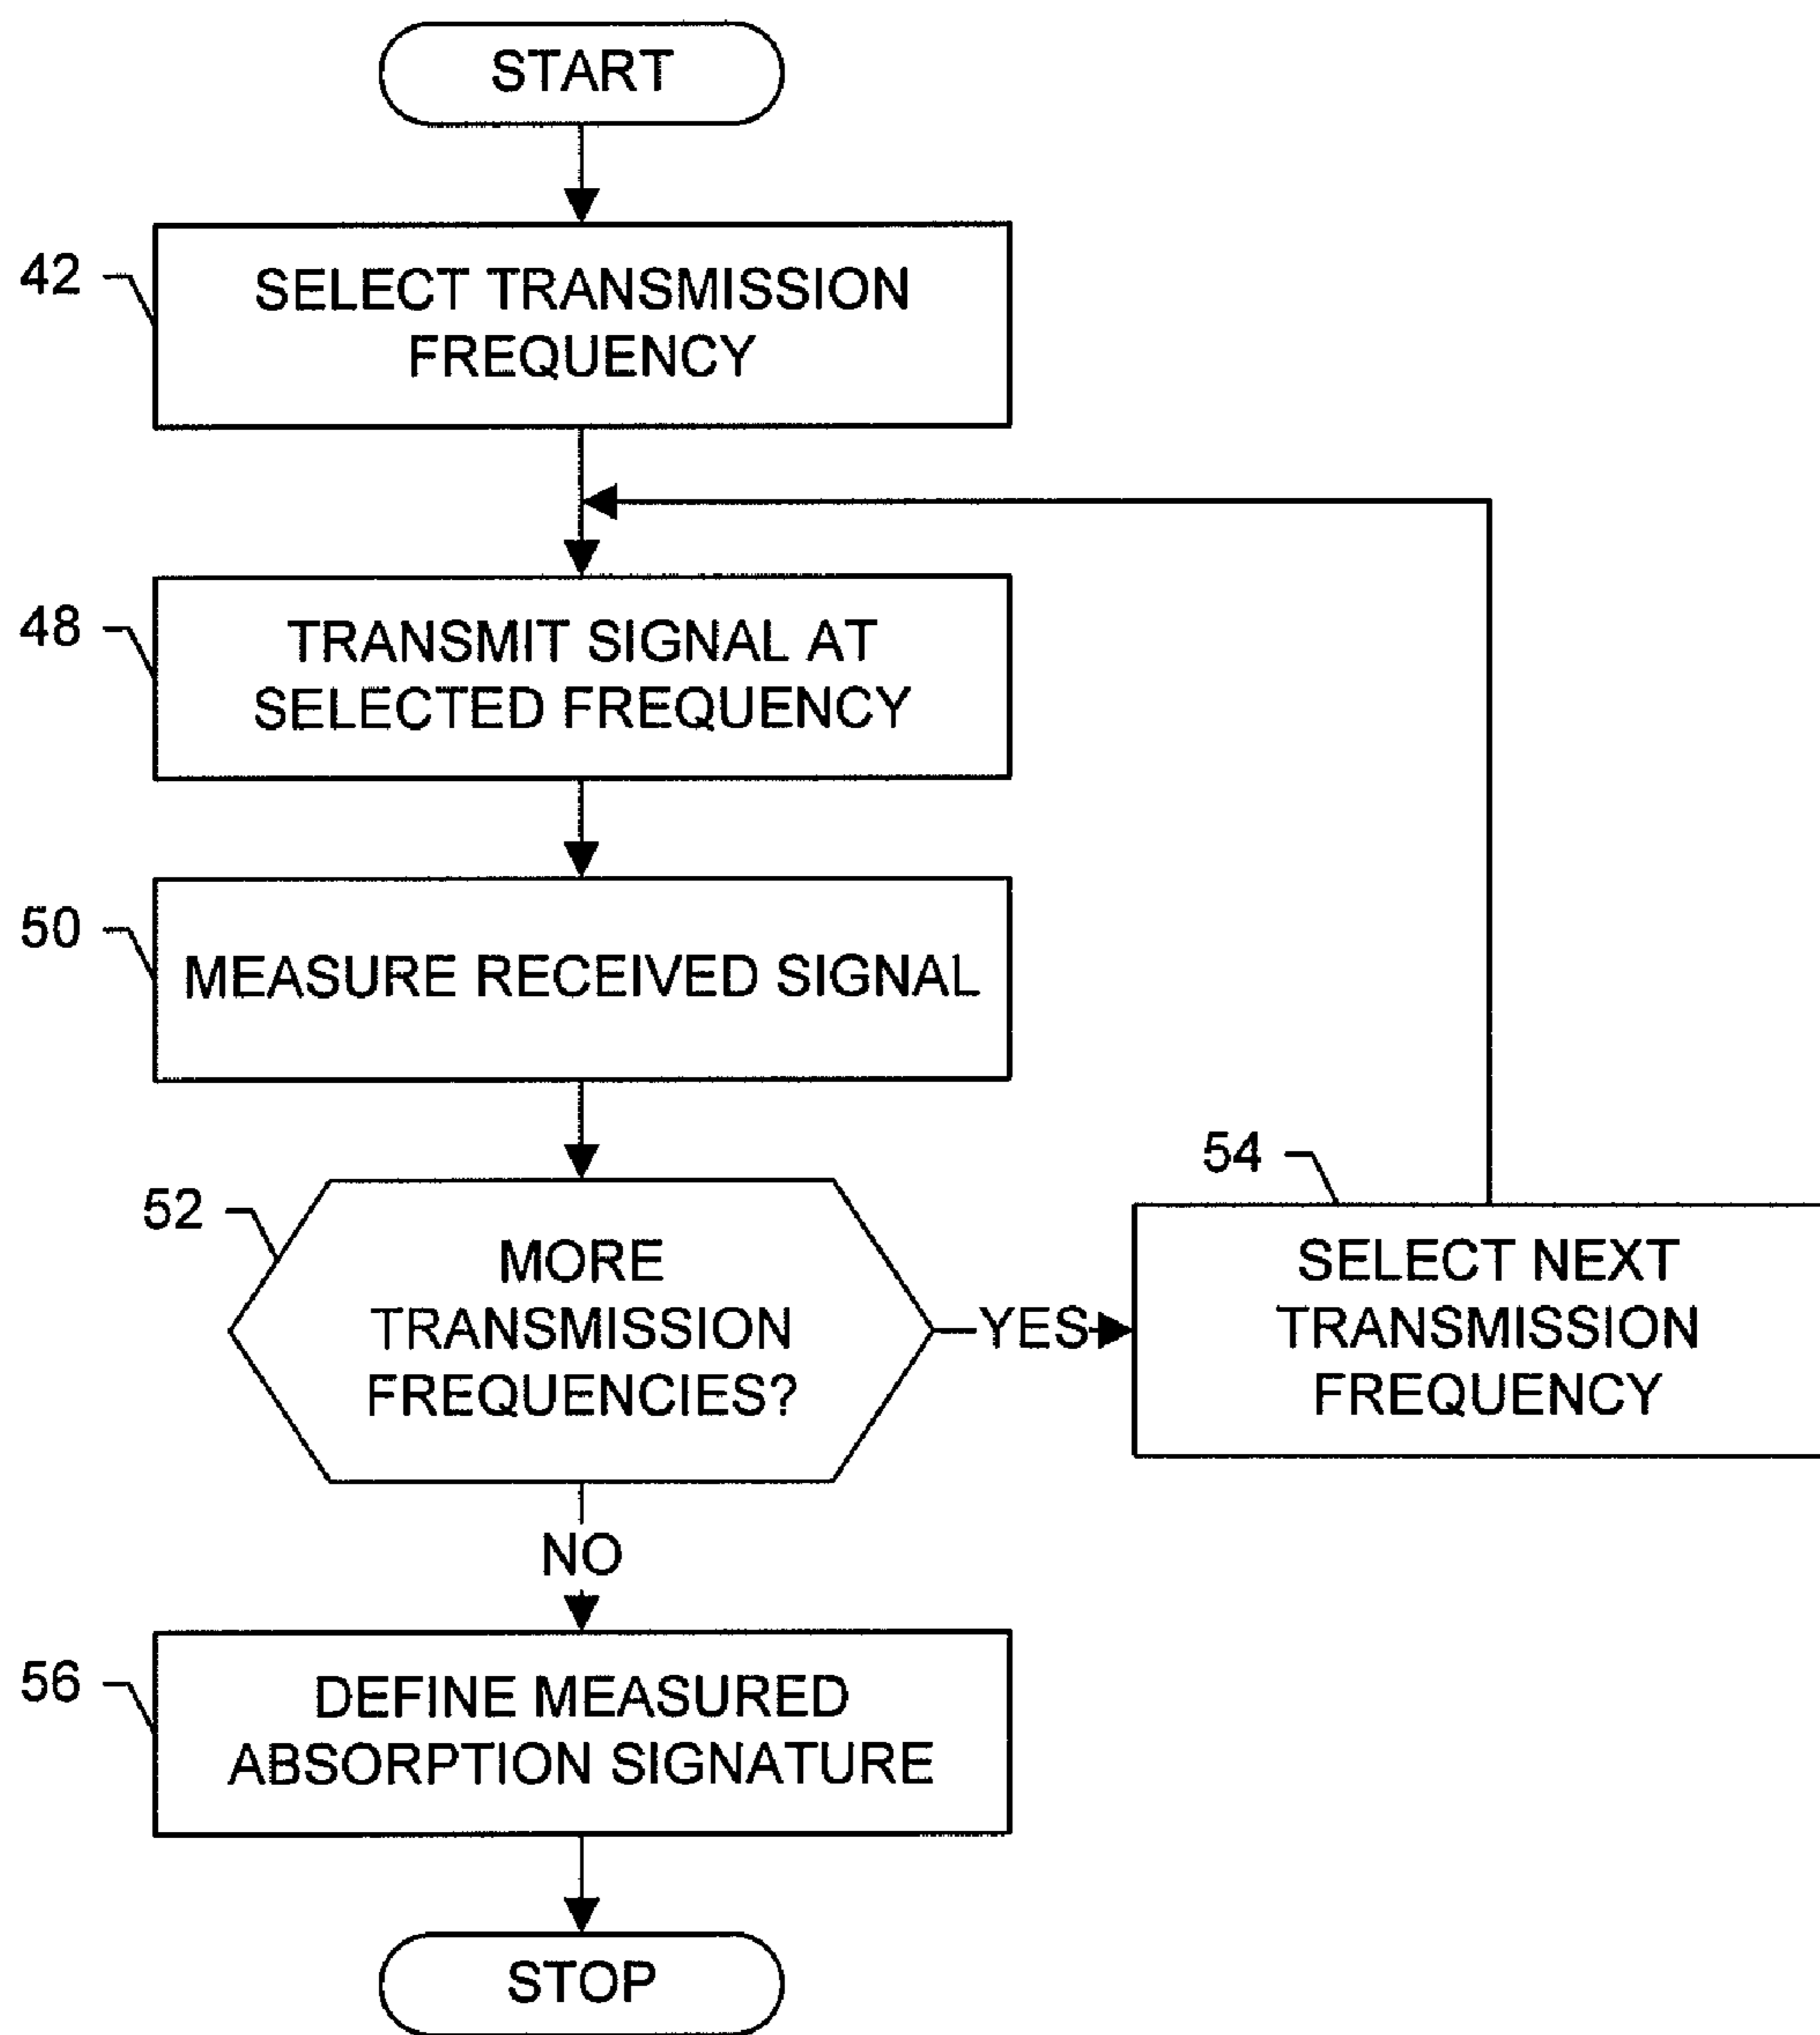 START
42
SELECT TRANSMISSION
FREQUENCY
48
TRANSMIT SIGNAL AT
SELECTED FREQUENCY
50
MEASURE RECEIVED SIGNAL
52
MORE
TRANSMISSION
FREQUENCIES?
YES
54
SELECT NEXT
TRANSMISSION
FREQUENCY
NO
56
DEFINE MEASURED
ABSORPTION SIGNATURE
STOP